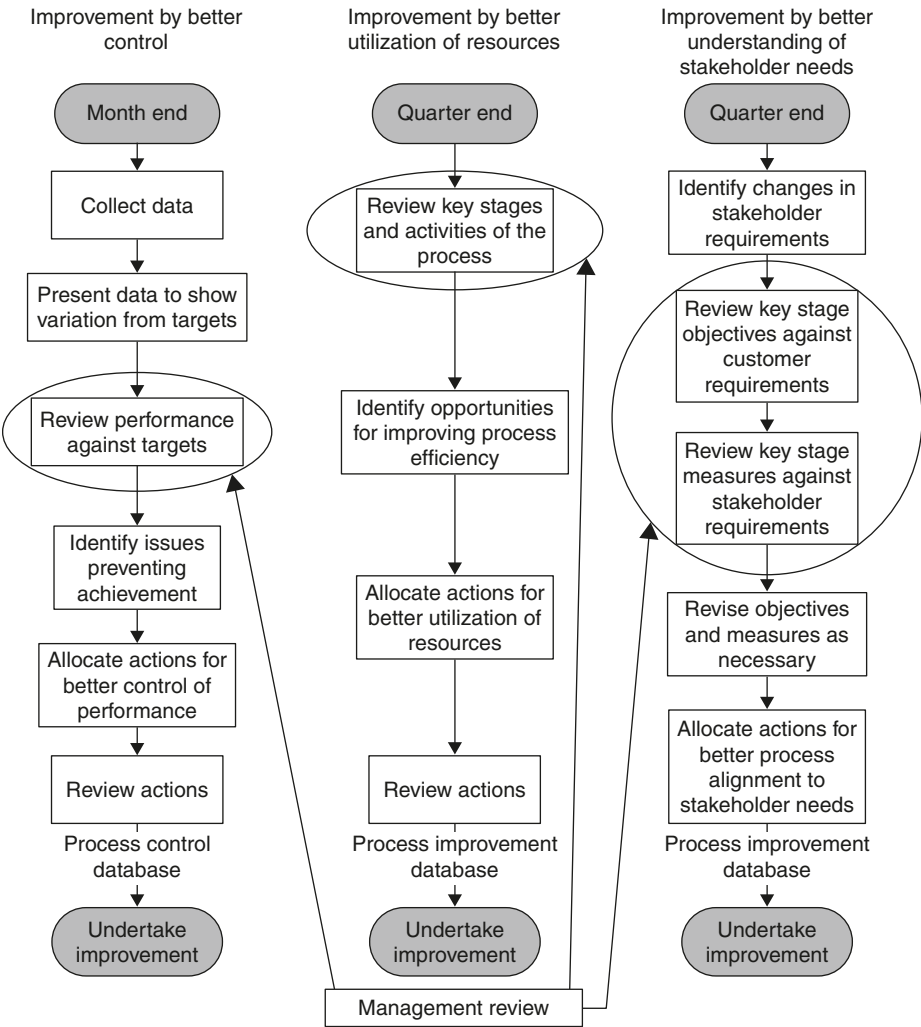 Improvement by better
control
Month end
Collect data
Present data to show
variation from targets
Review performance
against targets
Identify issues
preventing
achievement
Allocate actions for
better control of
performance
Review actions
Process control
database
Undertake
improvement
Improvement by better
utilization of resources
Quarter end
Review key stages
and activities of the
process
Identify opportunities
for improving process
efficiency
Allocate actions for
better utilization of
resources
Review actions
Process improvement
database
Undertake
improvement
Improvement by better
understanding of
stakeholder needs
Quarter end
Identify changes in
stakeholder
requirements
Review key stage
objectives against
customer
requirements
Review key stage
measures against
stakeholder
requirements
Revise objectives
and measures as
necessary
Allocate actions for
better process
alignment to
stakeholder needs
Process improvement
database
Undertake
improvement
Management review